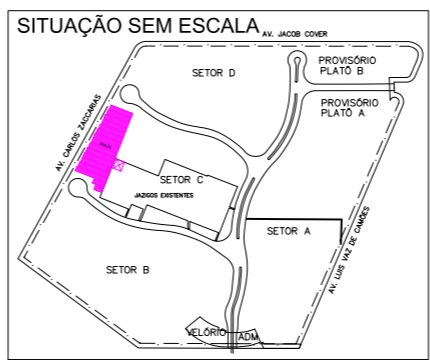 SITUAÇÃO SEM ESCALA
AV. JACOB COVER
PROVISÓRIO
PLATÔ B
SETOR D
PROVISÓRIO
PLATÔ A
AV. CARLOS ZACCARIAS
SETOR C
JAZIGOS EXISTENTES
SETOR A
AV. LUIS VAZ DE CAMÕES
SETOR B
VELÓRIO
ADM